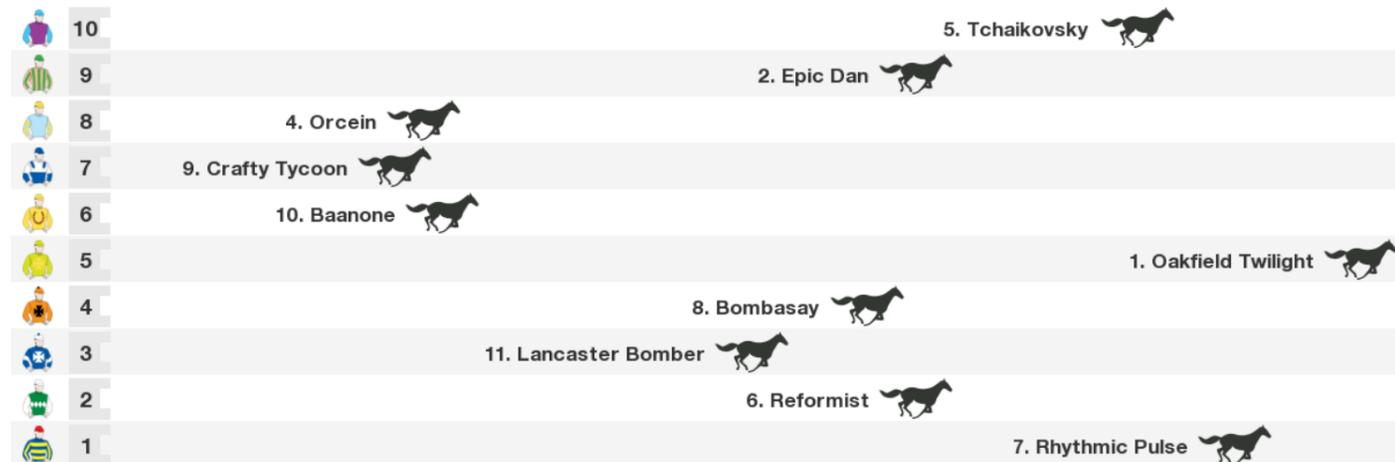 10 5. Tchaikovsky
9 2. Epic Dan
8 4. Orcein
7 9. Crafty Tycoon
6 10. Baanone
5 1. Oakfield Twilight
4 8. Bombasay
3 11. Lancaster Bomber
2 6. Reformist
1 7. Rhythmic Pulse